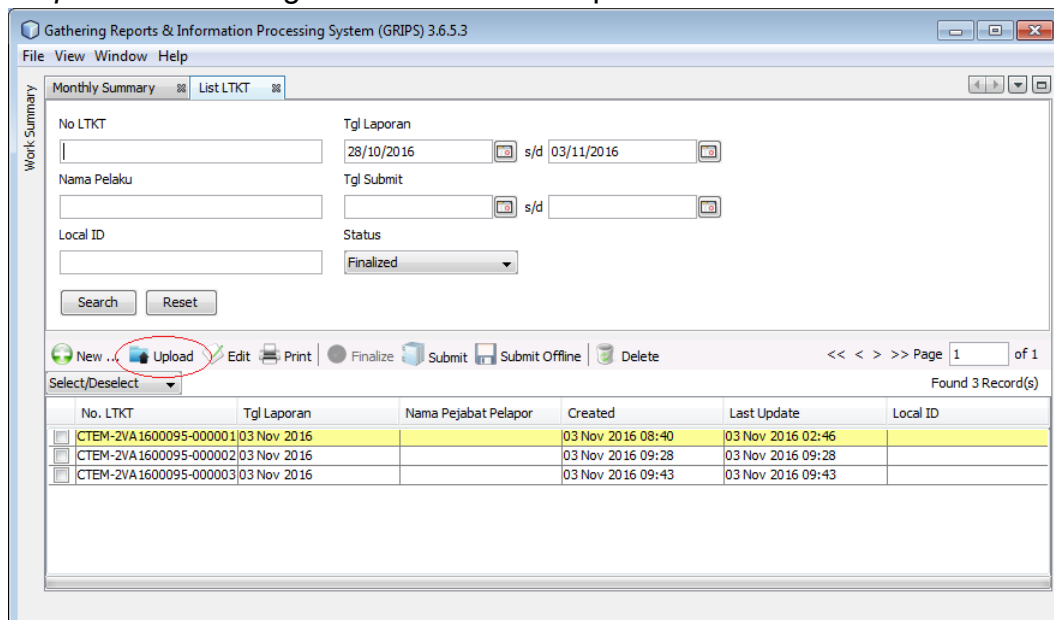 Gathering Reports & Information Processing System (GRIPS) 3.6.5.3
File View Window Help
Work Summary
Monthly Summary List LTKT
No LTKT Tgl Laporan
28/10/2016 s/d 03/11/2016
Nama Pelaku Tgl Submit
s/d
Local ID Status
Finalized
Search Reset
New ... Upload Edit Print Finalize Submit Submit Offline Delete << < > >> Page 1 of 1
Select/Deselect Found 3 Record(s)
No. LTKT Tgl Laporan Nama Pejabat Pelapor Created Last Update Local ID
CTEM-2VA1600095-000001 03 Nov 2016 03 Nov 2016 08:40 03 Nov 2016 02:46
CTEM-2VA1600095-000002 03 Nov 2016 03 Nov 2016 09:28 03 Nov 2016 09:28
CTEM-2VA1600095-000003 03 Nov 2016 03 Nov 2016 09:43 03 Nov 2016 09:43